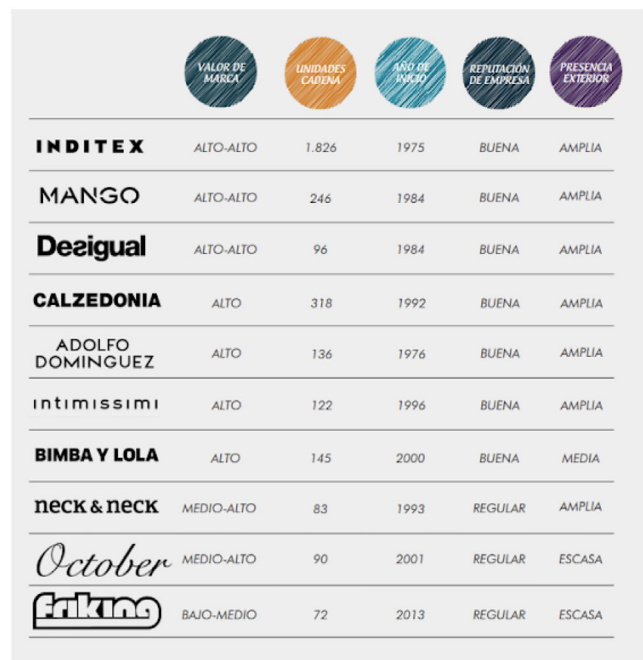 VALOR DE MARCA UNIDADES CADENA AÑO DE INICIO REPUTACIÓN DE EMPRESA PRESENCIA EXTERIOR
INDITEX ALTO-ALTO 1.826 1975 BUENA AMPLIA
MANGO ALTO-ALTO 246 1984 BUENA AMPLIA
Desigual ALTO-ALTO 96 1984 BUENA AMPLIA
CALZEDONIA ALTO 318 1992 BUENA AMPLIA
ADOLFO DOMINGUEZ ALTO 136 1976 BUENA AMPLIA
intimissimi ALTO 122 1996 BUENA AMPLIA
BIMBA Y LOLA ALTO 145 2000 BUENA MEDIA
neck & neck MEDIO-ALTO 83 1993 REGULAR AMPLIA
October MEDIO-ALTO 90 2001 REGULAR ESCASA
friking BAJO-MEDIO 72 2013 REGULAR ESCASA